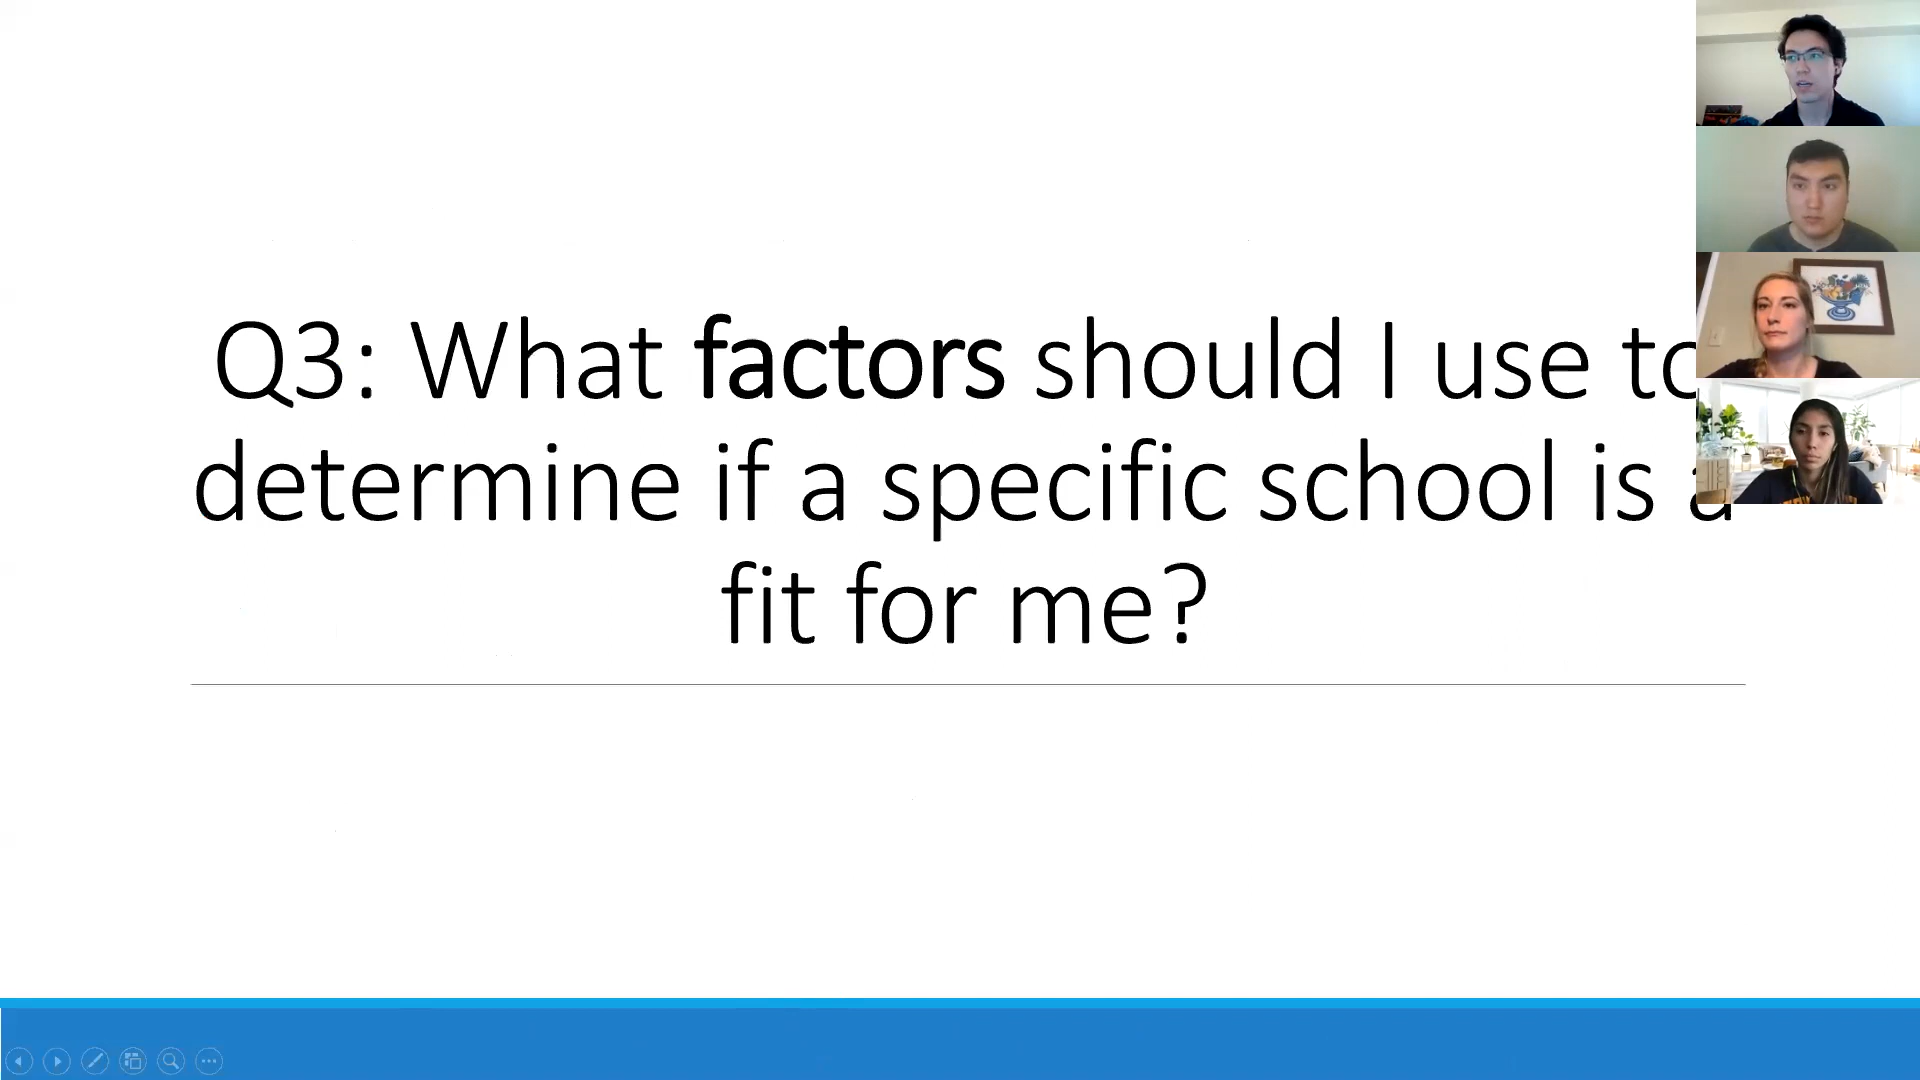 Q3: What factors should I use to
determine if a specific school is a
fit for me?